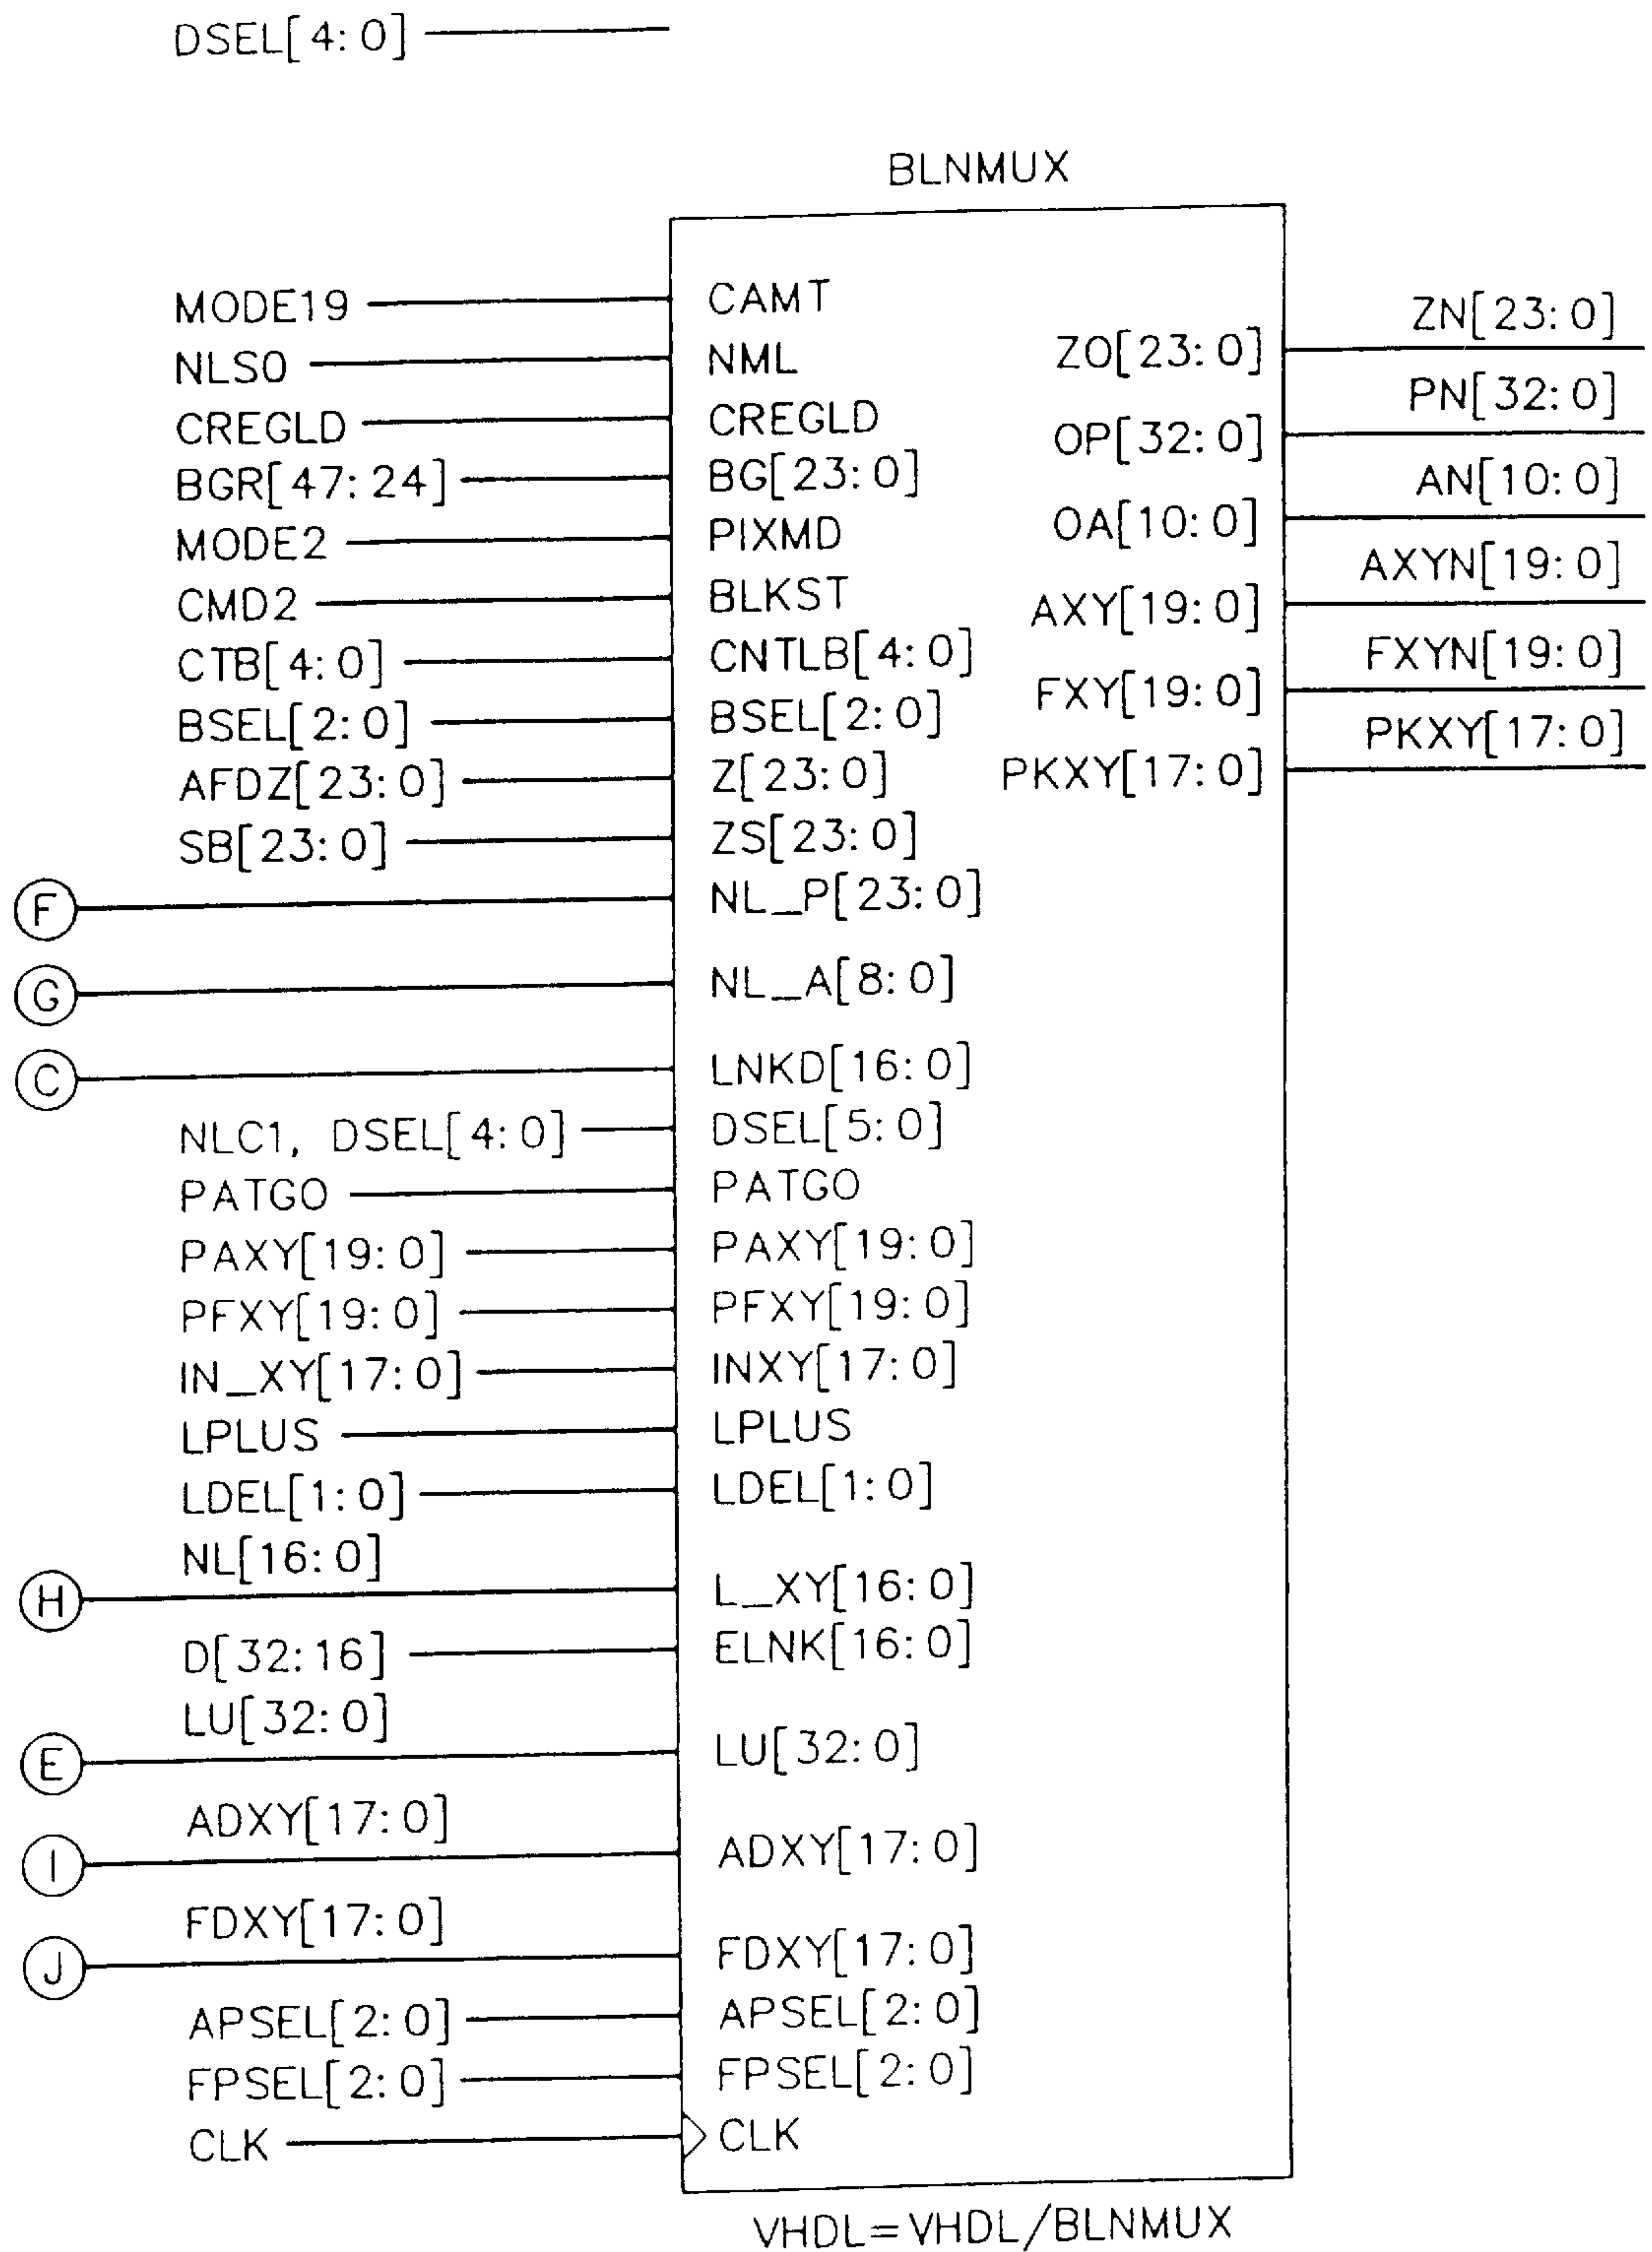 DSEL[4:0]
BLNMUX
MODE19 CAMT
ZN[23:0]
NLS0 NML ZO[23:0]
PN[32:0]
CREGLD CREGLD OP[32:0]
BGR[47:24] BG[23:0] AN[10:0]
MODE2 PIXMD OA[10:0]
AXYN[19:0]
CMD2 BLKST AXY[19:0]
CTB[4:0] CNTLB[4:0] FXYN[19:0]
BSEL[2:0] BSEL[2:0] FXY[19:0]
PKXY[17:0]
AFDZ[23:0] Z[23:0] PKXY[17:0]
SB[23:0] ZS[23:0]
F NL_P[23:0]
G NL_A[8:0]
C LNKD[16:0]
NLC1, DSEL[4:0] DSEL[5:0]
PATGO PATGO
PAXY[19:0] PAXY[19:0]
PFXY[19:0] PFXY[19:0]
IN_XY[17:0] INXY[17:0]
LPLUS LPLUS
LDEL[1:0] LDEL[1:0]
NL[16:0]
H L_XY[16:0]
D[32:16] ELNK[16:0]
LU[32:0]
E LU[32:0]
ADXY[17:0]
I ADXY[17:0]
FDXY[17:0]
J FDXY[17:0]
APSEL[2:0] APSEL[2:0]
FPSEL[2:0] FPSEL[2:0]
CLK CLK
VHDL=VHDL/BLNMUX